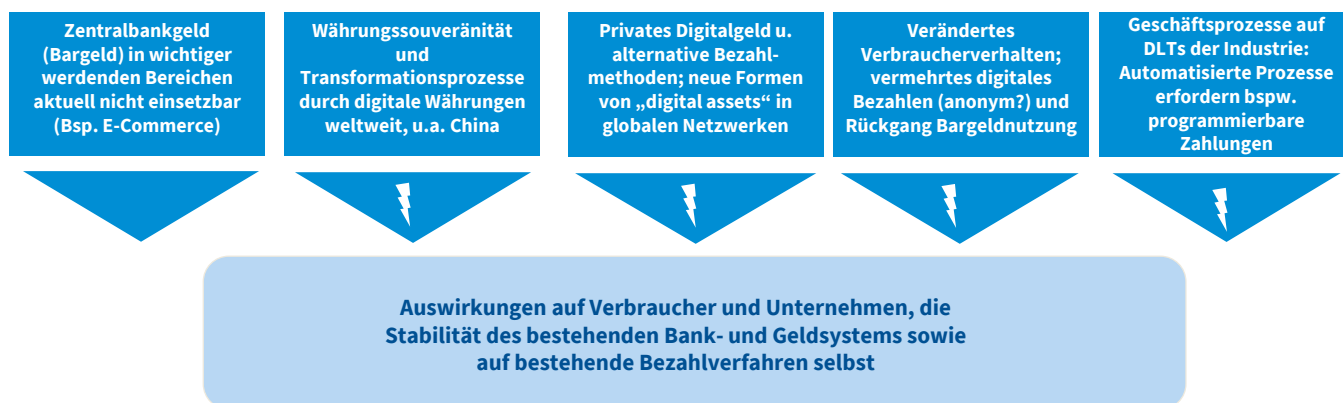 Zentralbankgeld
(Bargeld) in wichtiger
werdenden Bereichen
aktuell nicht einsetzbar
(Bsp. E-Commerce)
Währungssouveränität
und
Transformationsprozesse
durch digitale Währungen
weltweit, u.a. China
Privates Digitalgeld u.
alternative Bezahl-
methoden; neue Formen
von „digital assets“ in
globalen Netzwerken
Verändertes
Verbraucherverhalten;
vermehrtes digitales
Bezahlen (anonym?) und
Rückgang Bargeldnutzung
Geschäftsprozesse auf
DLTs der Industrie:
Automatisierte Prozesse
erfordern bspw.
programmierbare
Zahlungen
Auswirkungen auf Verbraucher und Unternehmen, die
Stabilität des bestehenden Bank- und Geldsystems sowie
auf bestehende Bezahlverfahren selbst